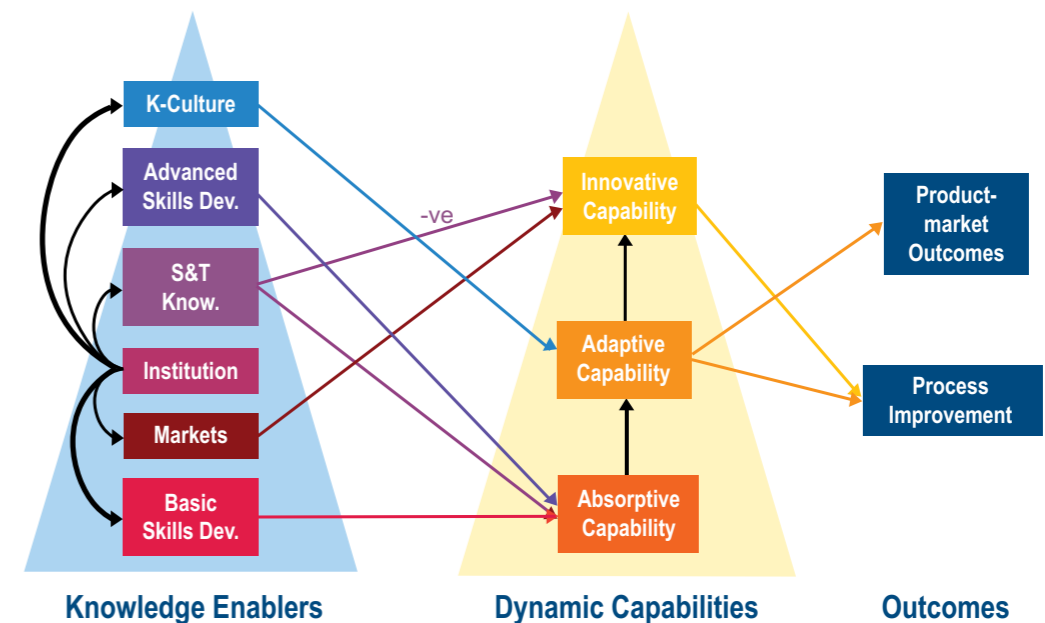 K-Culture
Advanced
Skills Dev.
S&T
Know.
Institution
Markets
Basic
Skills Dev.
-ve
Innovative
Capability
Adaptive
Capability
Absorptive
Capability
Product-
market
Outcomes
Process
Improvement
Knowledge Enablers
Dynamic Capabilities
Outcomes